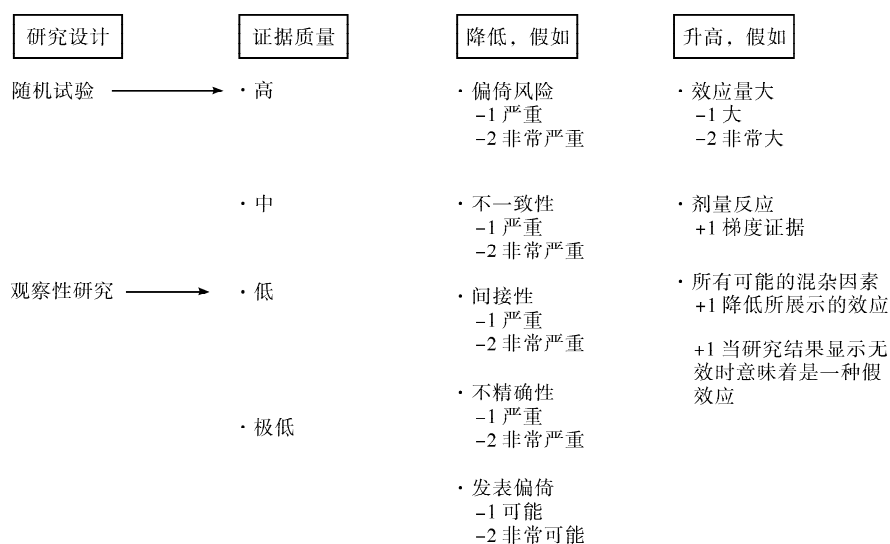 研究设计
证据质量
降低，假如
升高，假如
随机试验
· 高
· 中
观察性研究
· 低
· 极低
· 偏倚风险
−1 严重
−2 非常严重
· 不一致性
−1 严重
−2 非常严重
· 间接性
−1 严重
−2 非常严重
· 不精确性
−1 严重
−2 非常严重
· 发表偏倚
−1 可能
−2 非常可能
· 效应量大
−1 大
−2 非常大
· 剂量反应
+1 梯度证据
· 所有可能的混杂因素
+1 降低所展示的效应
+1 当研究结果显示无
效时意味着是一种假
效应